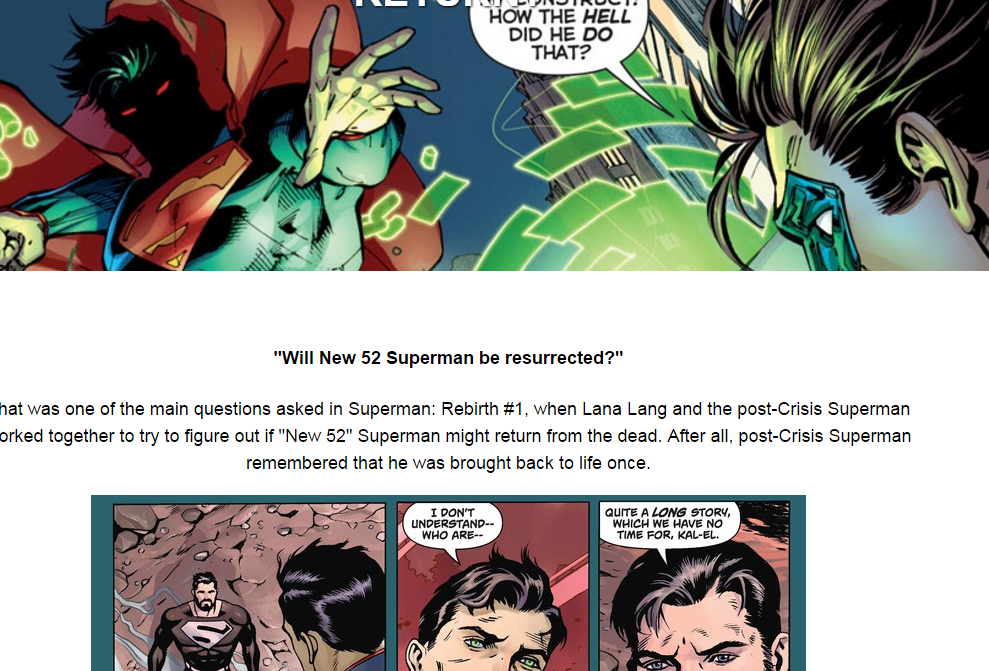 HOW THE HELL
DID HE DO
THAT?
"Will New 52 Superman be resurrected?"
hat was one of the main questions asked in Superman: Rebirth #1, when Lana Lang and the post-Crisis Superman
orked together to try to figure out if "New 52" Superman might return from the dead. After all, post-Crisis Superman
remembered that he was brought back to life once.
I DON'T
UNDERSTAND--
WHO ARE--
QUITE A LONG STORY,
WHICH WE HAVE NO
TIME FOR, KAL-EL.